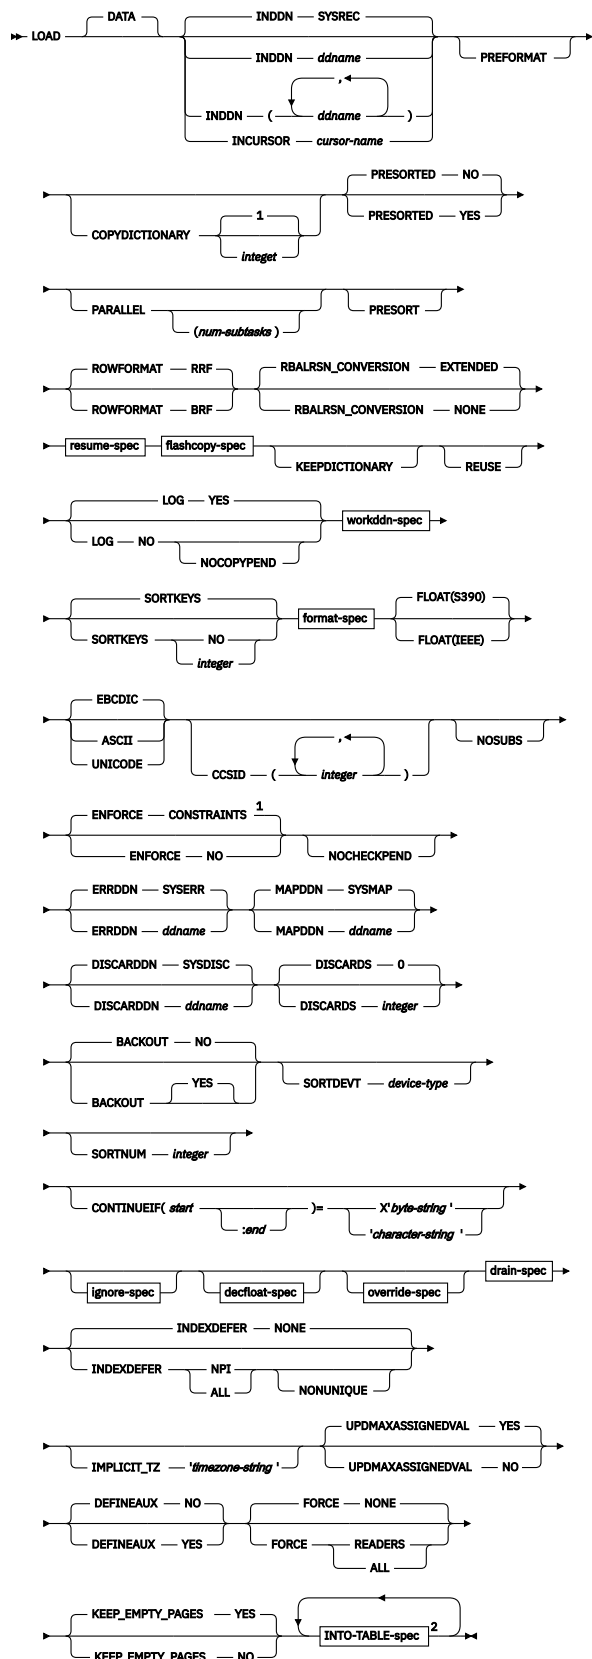 DATA
LOAD
INDDN SYSREC
INDDN ddname
,
INDDN ( ddname )
INCURSOR cursor-name
PREFORMAT
PRESORTED NO
COPYDICTIONARY
1
integet
PRESORTED YES
PARALLEL
(num-subtasks )
PRESORT
ROWFORMAT RRF
ROWFORMAT BRF
RBALRSN_CONVERSION EXTENDED
RBALRSN_CONVERSION NONE
resume-spec flashcopy-spec
KEEPDICTIONARY REUSE
LOG YES
LOG NO
NOCOPYPEND
workddn-spec
SORTKEYS
SORTKEYS NO
integer
format-spec
FLOAT(S390)
FLOAT(IEEE)
EBCDIC
ASCII
UNICODE
,
CCSID ( integer )
NOSUBS
ENFORCE CONSTRAINTS 1
ENFORCE NO
NOCHECKPEND
ERRDDN SYSERR
ERRDDN ddname
MAPDDN SYSMAP
MAPDDN ddname
DISCARDDN SYSDISC
DISCARDDN ddname
DISCARDS 0
DISCARDS integer
BACKOUT NO
YES
BACKOUT
SORTDEVT device-type
SORTNUM integer
CONTINUEIF( start
:end
)=
X'byte-string '
'character-string '
ignore-spec decfloat-spec override-spec
drain-spec
INDEXDEFER NONE
INDEXDEFER NPI
ALL
NONUNIQUE
IMPLICIT_TZ 'timezone-string '
UPDMAXASSIGNEDVAL YES
UPDMAXASSIGNEDVAL NO
DEFINEAUX NO
DEFINEAUX YES
FORCE NONE
FORCE READERS
ALL
KEEP_EMPTY_PAGES YES
KEEP_EMPTY_PAGES NO
INTO-TABLE-spec 2